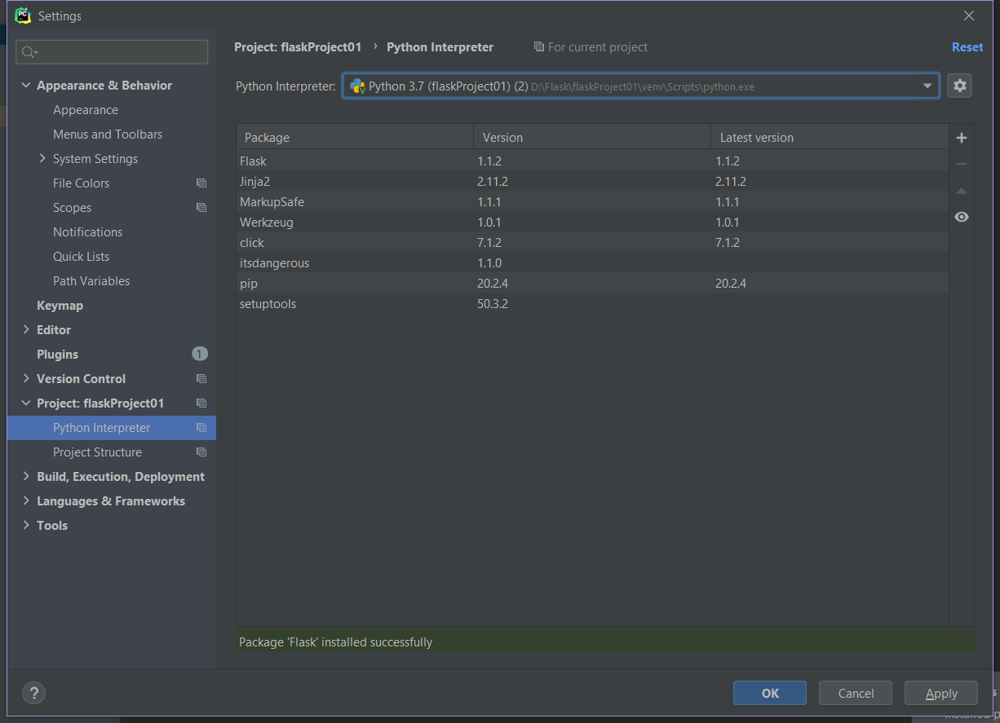 Settings
Project: flaskProject01 › Python Interpreter For current project Reset
Python Interpreter: Python 3.7 (flaskProject01) (2) D:\Flask\flaskProject01\venv\Scripts\python.exe
Appearance & Behavior
Appearance
Menus and Toolbars
System Settings
File Colors
Scopes
Notifications
Quick Lists
Path Variables
Keymap
Editor
Plugins 1
Version Control
Project: flaskProject01
Python Interpreter
Project Structure
Build, Execution, Deployment
Languages & Frameworks
Tools
Package Version Latest version
Flask 1.1.2 1.1.2
Jinja2 2.11.2 2.11.2
MarkupSafe 1.1.1 1.1.1
Werkzeug 1.0.1 1.0.1
click 7.1.2 7.1.2
itsdangerous 1.1.0
pip 20.2.4 20.2.4
setuptools 50.3.2
Package 'Flask' installed successfully
? OK Cancel Apply